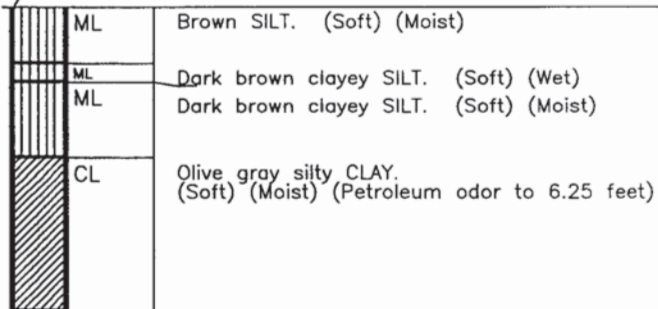 ML Brown SILT. (Soft) (Moist)
ML Dark brown clayey SILT. (Soft) (Wet)
ML Dark brown clayey SILT. (Soft) (Moist)
CL Olive gray silty CLAY.
(Soft) (Moist) (Petroleum odor to 6.25 feet)